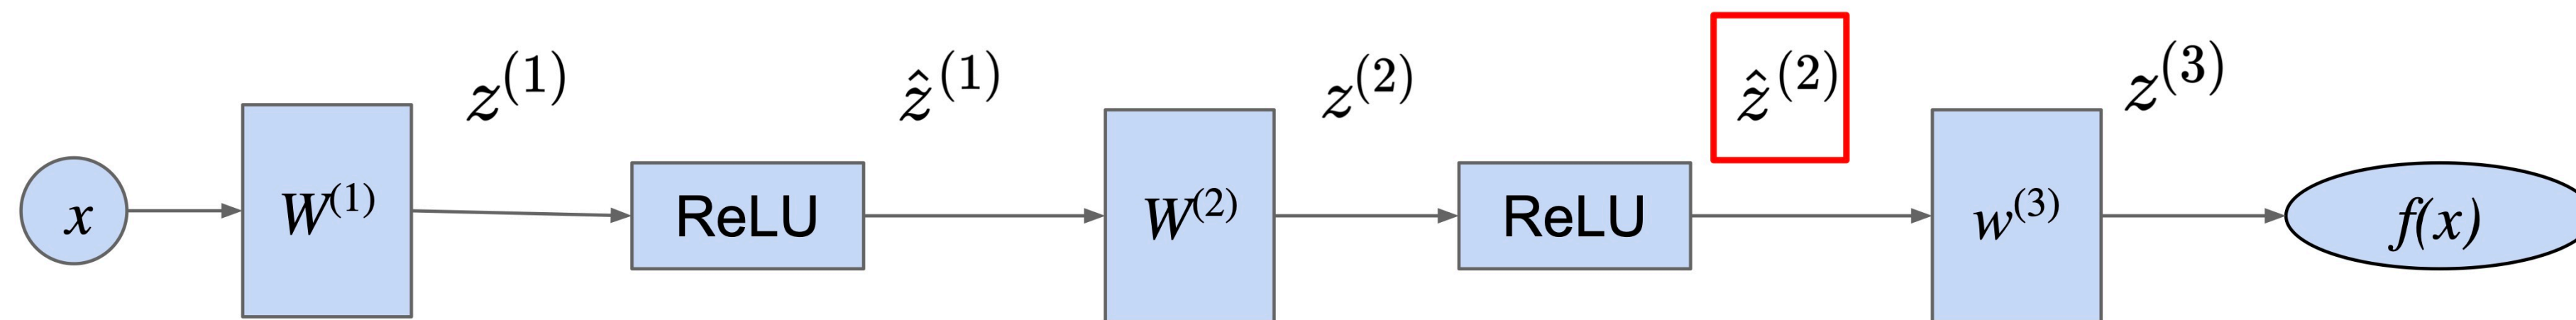 z^(1) ẑ^(1) z^(2) ẑ^(2) z^(3)
x W^(1) ReLU W^(2) ReLU w^(3) f(x)